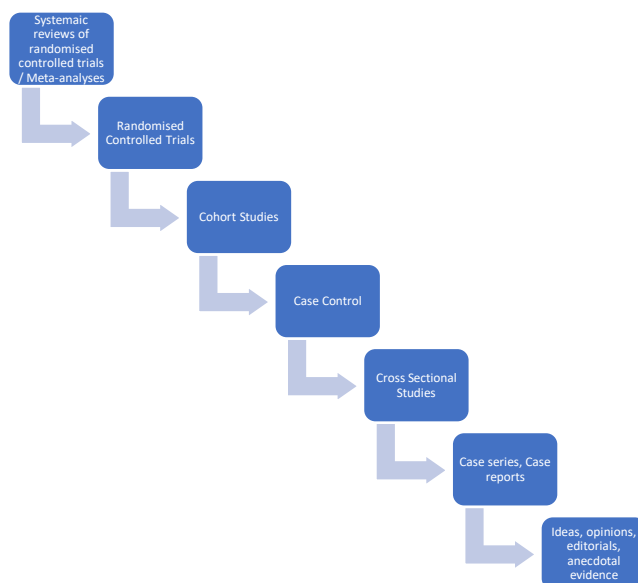 Systemaic
reviews of
randomised
controlled trials
/ Meta-analyses
Randomised
Controlled Trials
Cohort Studies
Case Control
Cross Sectional
Studies
Case series, Case
reports
Ideas, opinions,
editorials,
anecdotal
evidence